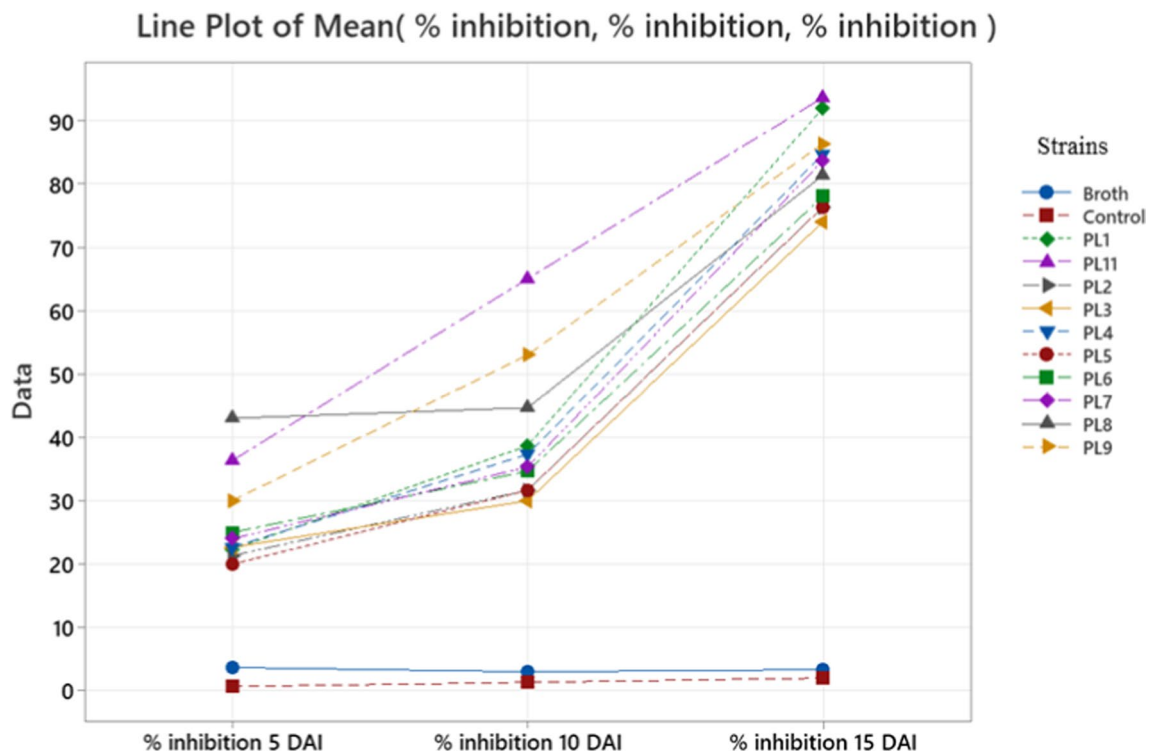 Line Plot of Mean( % inhibition, % inhibition, % inhibition )
90
80
70
60
50
40
30
20
10
0
Data
% inhibition 5 DAI
% inhibition 10 DAI
% inhibition 15 DAI
Strains
Broth
Control
PL1
PL11
PL2
PL3
PL4
PL5
PL6
PL7
PL8
PL9